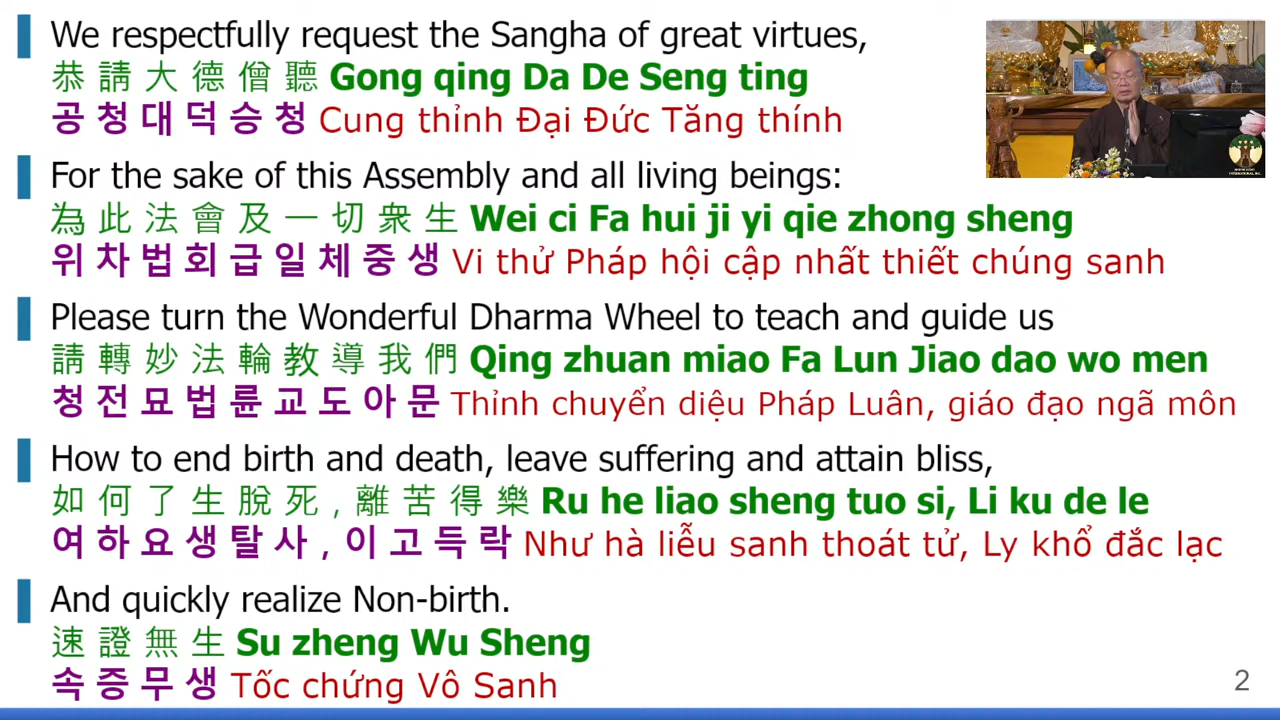 We respectfully request the Sangha of great virtues,
恭 請 大 德 僧 聽 Gong qing Da De Seng ting
공 청 대 덕 승 청 Cung thỉnh Đại Đức Tăng thính
For the sake of this Assembly and all living beings:
為 此 法 會 及 一 切 衆 生 Wei ci Fa hui ji yi qie zhong sheng
위 차 법 회 급 일 체 중 생 Vi thử Pháp hội cập nhất thiết chúng sanh
Please turn the Wonderful Dharma Wheel to teach and guide us
請 轉 妙 法 輪 教 導 我 們 Qing zhuan miao Fa Lun Jiao dao wo men
청 전 묘 법 륜 교 도 아 문 Thỉnh chuyển diệu Pháp Luân, giáo đạo ngã môn
How to end birth and death, leave suffering and attain bliss,
如 何 了 生 脫 死 , 離 苦 得 樂 Ru he liao sheng tuo si, Li ku de le
여 하 요 생 탈 사 , 이 고 득 락 Như hà liễu sanh thoát tử, Ly khổ đắc lạc
And quickly realize Non-birth.
速 證 無 生 Su zheng Wu Sheng
속 증 무 생 Tốc chứng Vô Sanh
2